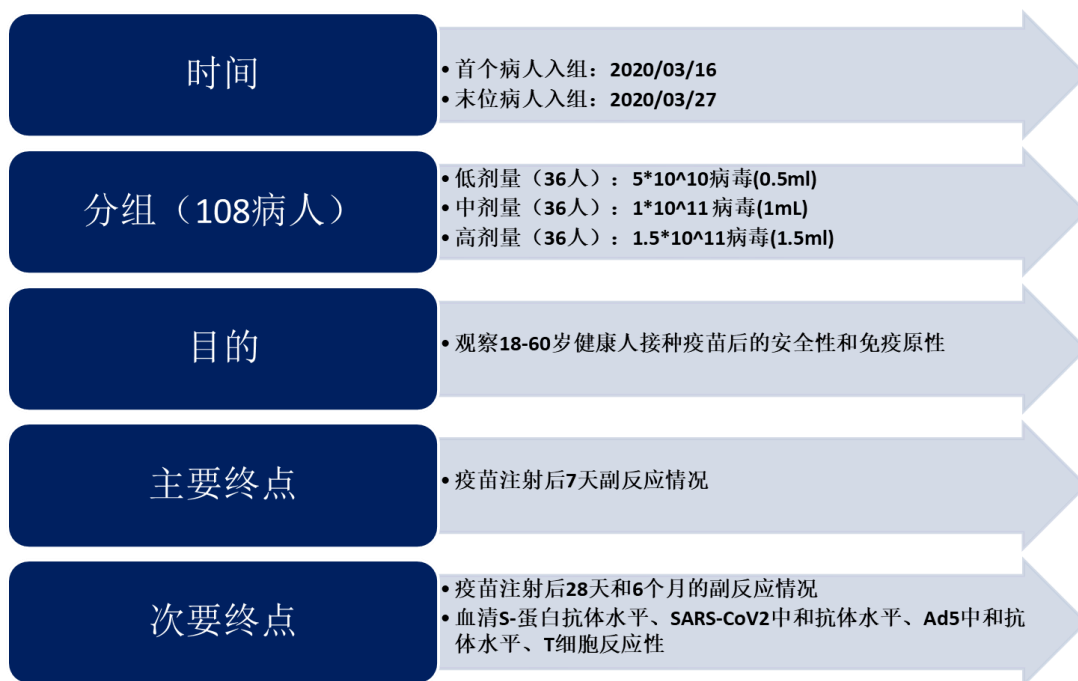 时间
• 首个病人入组：2020/03/16
• 末位病人入组：2020/03/27
分组（108病人）
• 低剂量（36人）：5*10^10病毒(0.5ml)
• 中剂量（36人）：1*10^11 病毒(1mL)
• 高剂量（36人）：1.5*10^11病毒(1.5ml)
目的
• 观察18-60岁健康人接种疫苗后的安全性和免疫原性
主要终点
• 疫苗注射后7天副反应情况
次要终点
• 疫苗注射后28天和6个月的副反应情况
• 血清S-蛋白抗体水平、SARS-CoV2中和抗体水平、Ad5中和抗
体水平、T细胞反应性